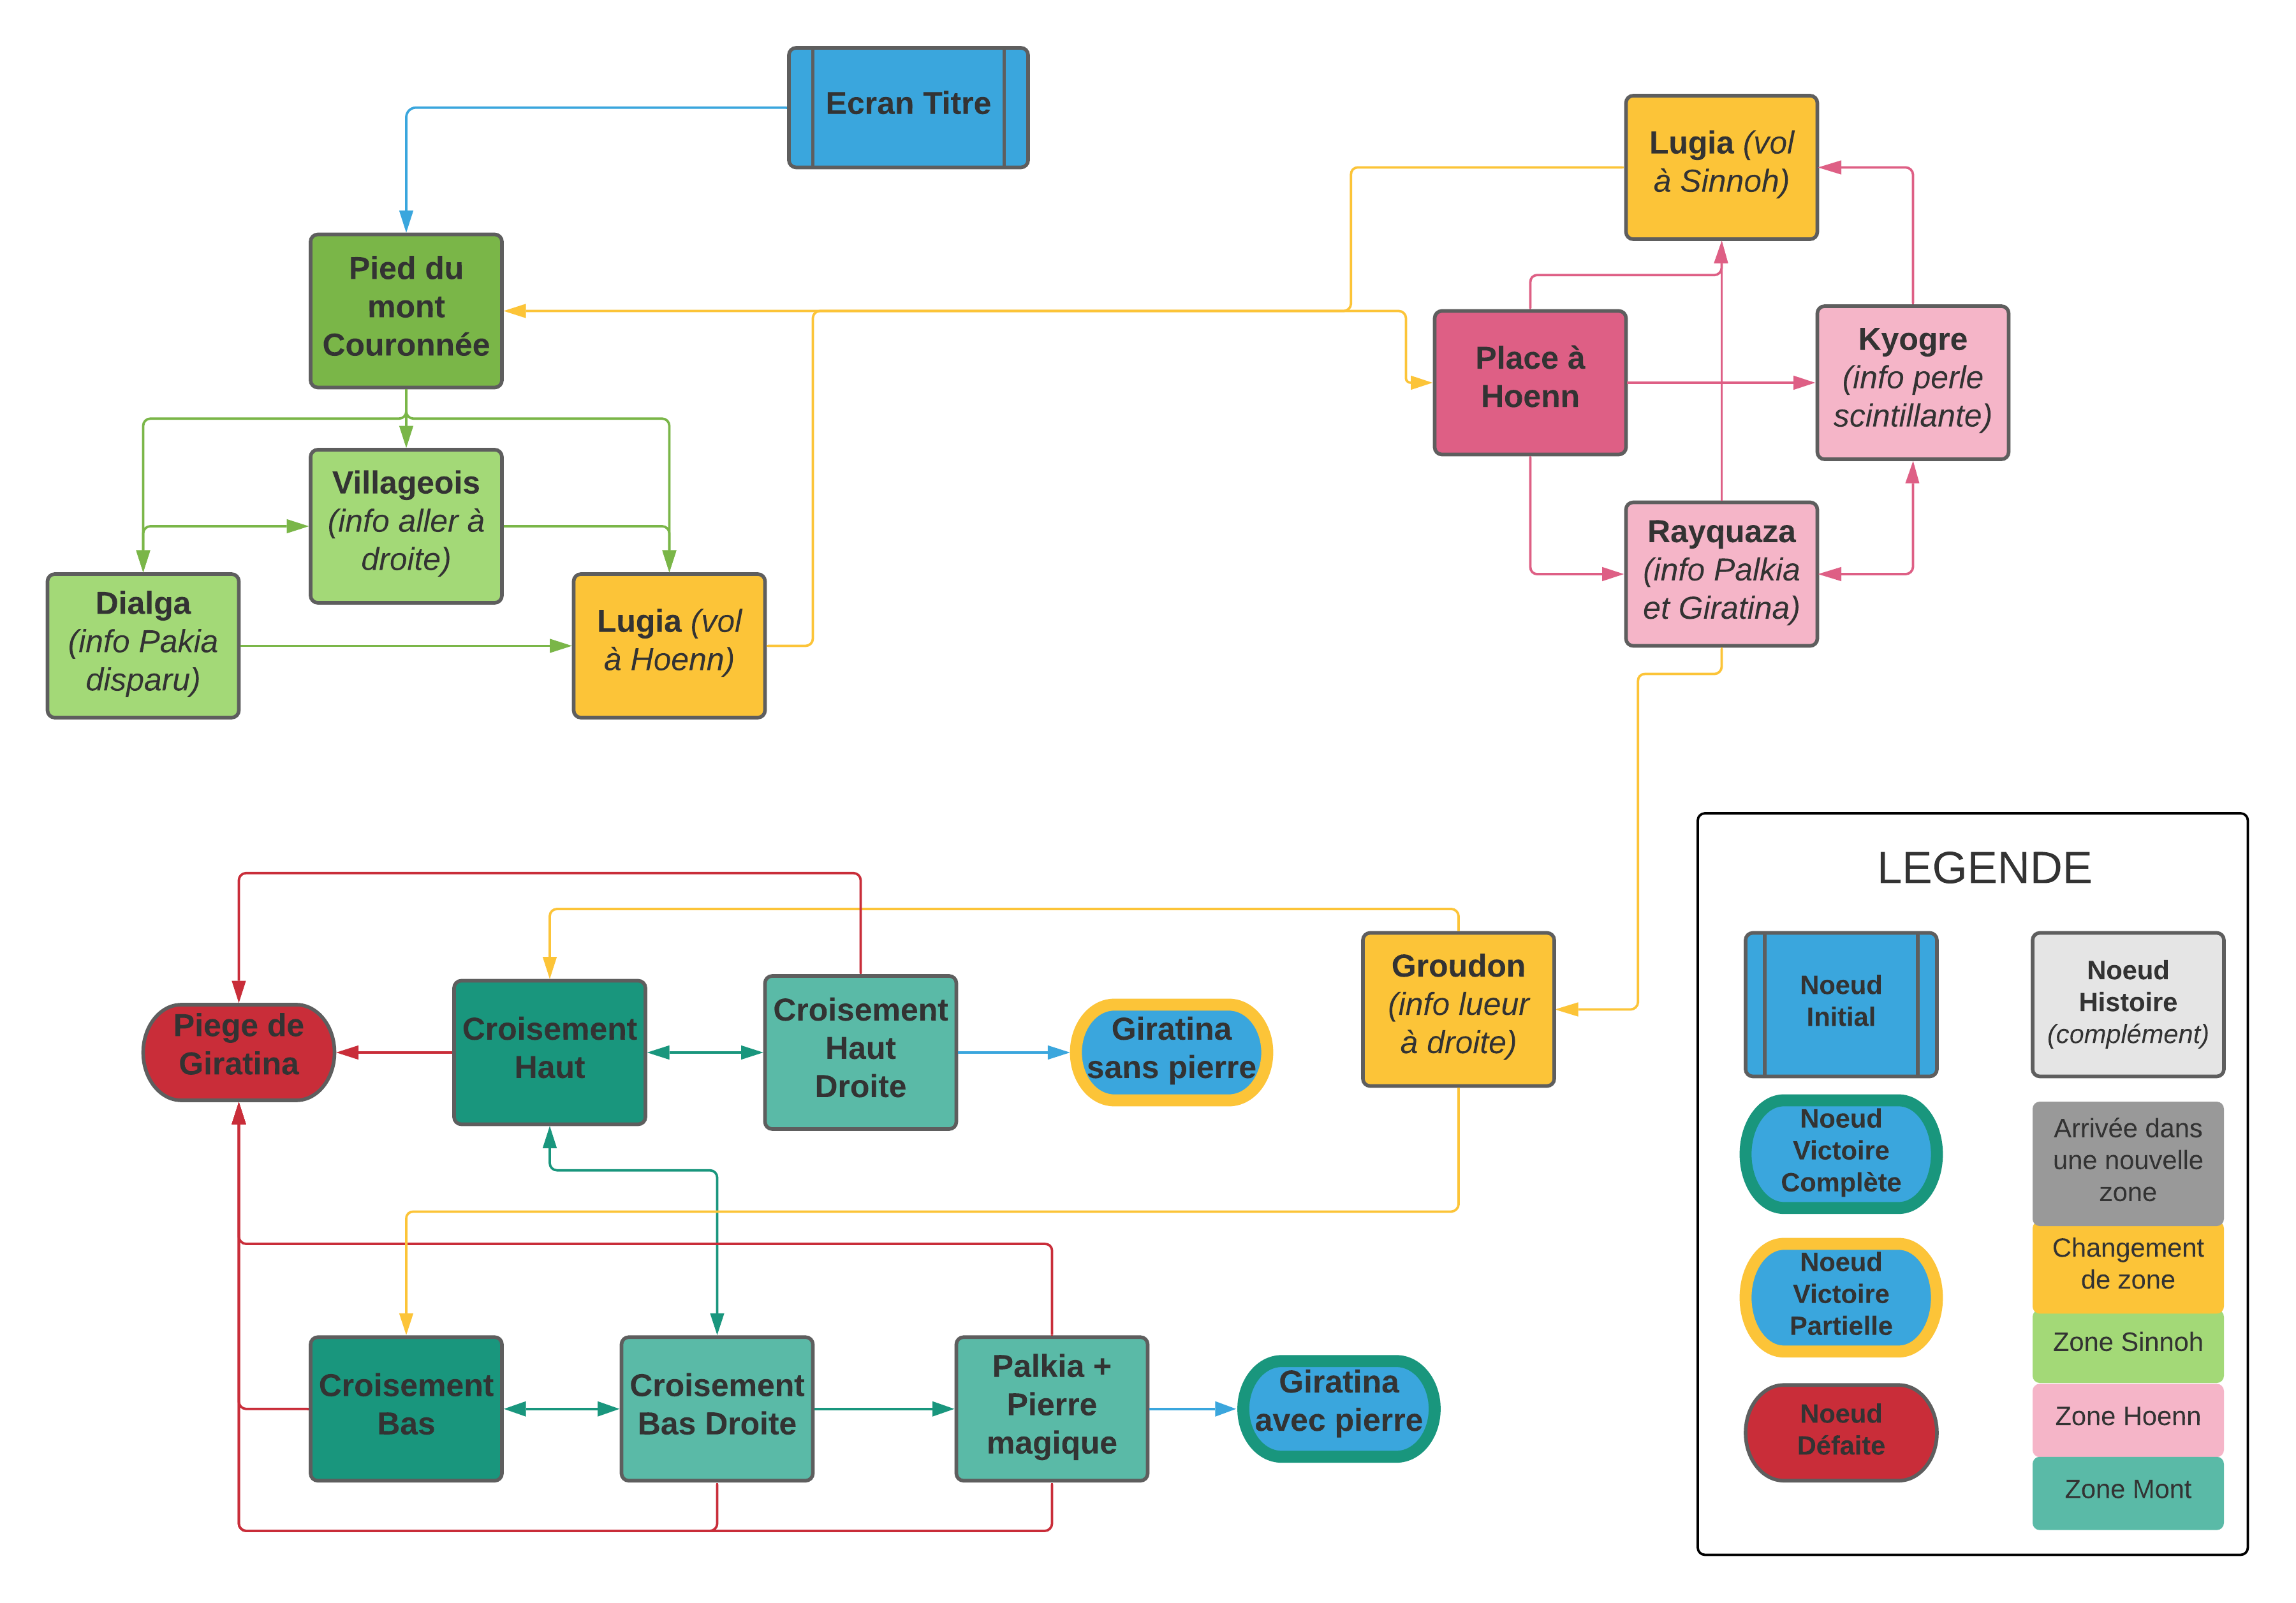 Ecran Titre
Lugia (vol
à Sinnoh)
Pied du
mont
Couronnée
Place à
Hoenn
Kyogre
(info perle
scintillante)
Villageois
(info aller à
droite)
Rayquaza
(info Palkia
et Giratina)
Dialga
(info Pakia
disparu)
Lugia (vol
à Hoenn)
Groudon
(info lueur
à droite)
Piege de
Giratina
Croisement
Haut
Croisement
Haut
Droite
Giratina
sans pierre
Croisement
Bas
Croisement
Bas Droite
Palkia +
Pierre
magique
Giratina
avec pierre
LEGENDE
Noeud
Initial
Noeud
Histoire
(complément)
Noeud
Victoire
Complète
Arrivée dans
une nouvelle
zone
Noeud
Victoire
Partielle
Changement
de zone
Zone Sinnoh
Noeud
Défaite
Zone Hoenn
Zone Mont